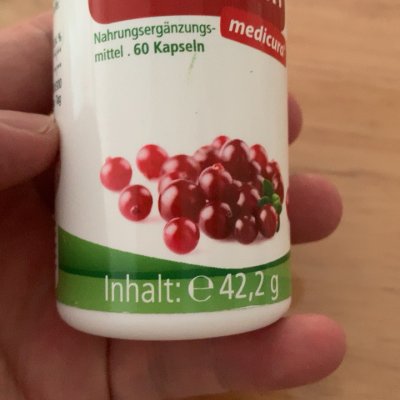 medicura
Nahrungsergänzungs-
mittel . 60 Kapseln
Inhalt: ℮ 42,2 g